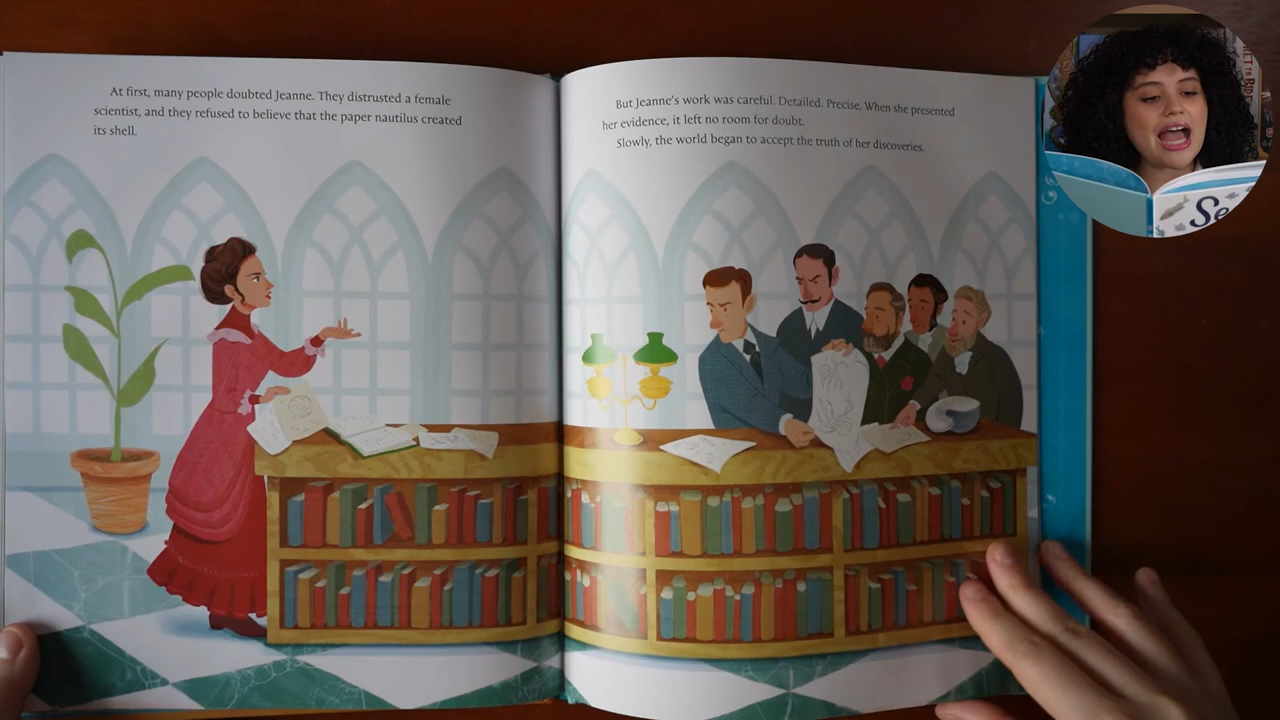 At first, many people doubted Jeanne. They distrusted a female
scientist, and they refused to believe that the paper nautilus created
its shell.
But Jeanne's work was careful. Detailed. Precise. When she presented
her evidence, it left no room for doubt.
Slowly, the world began to accept the truth of her discoveries.
Se